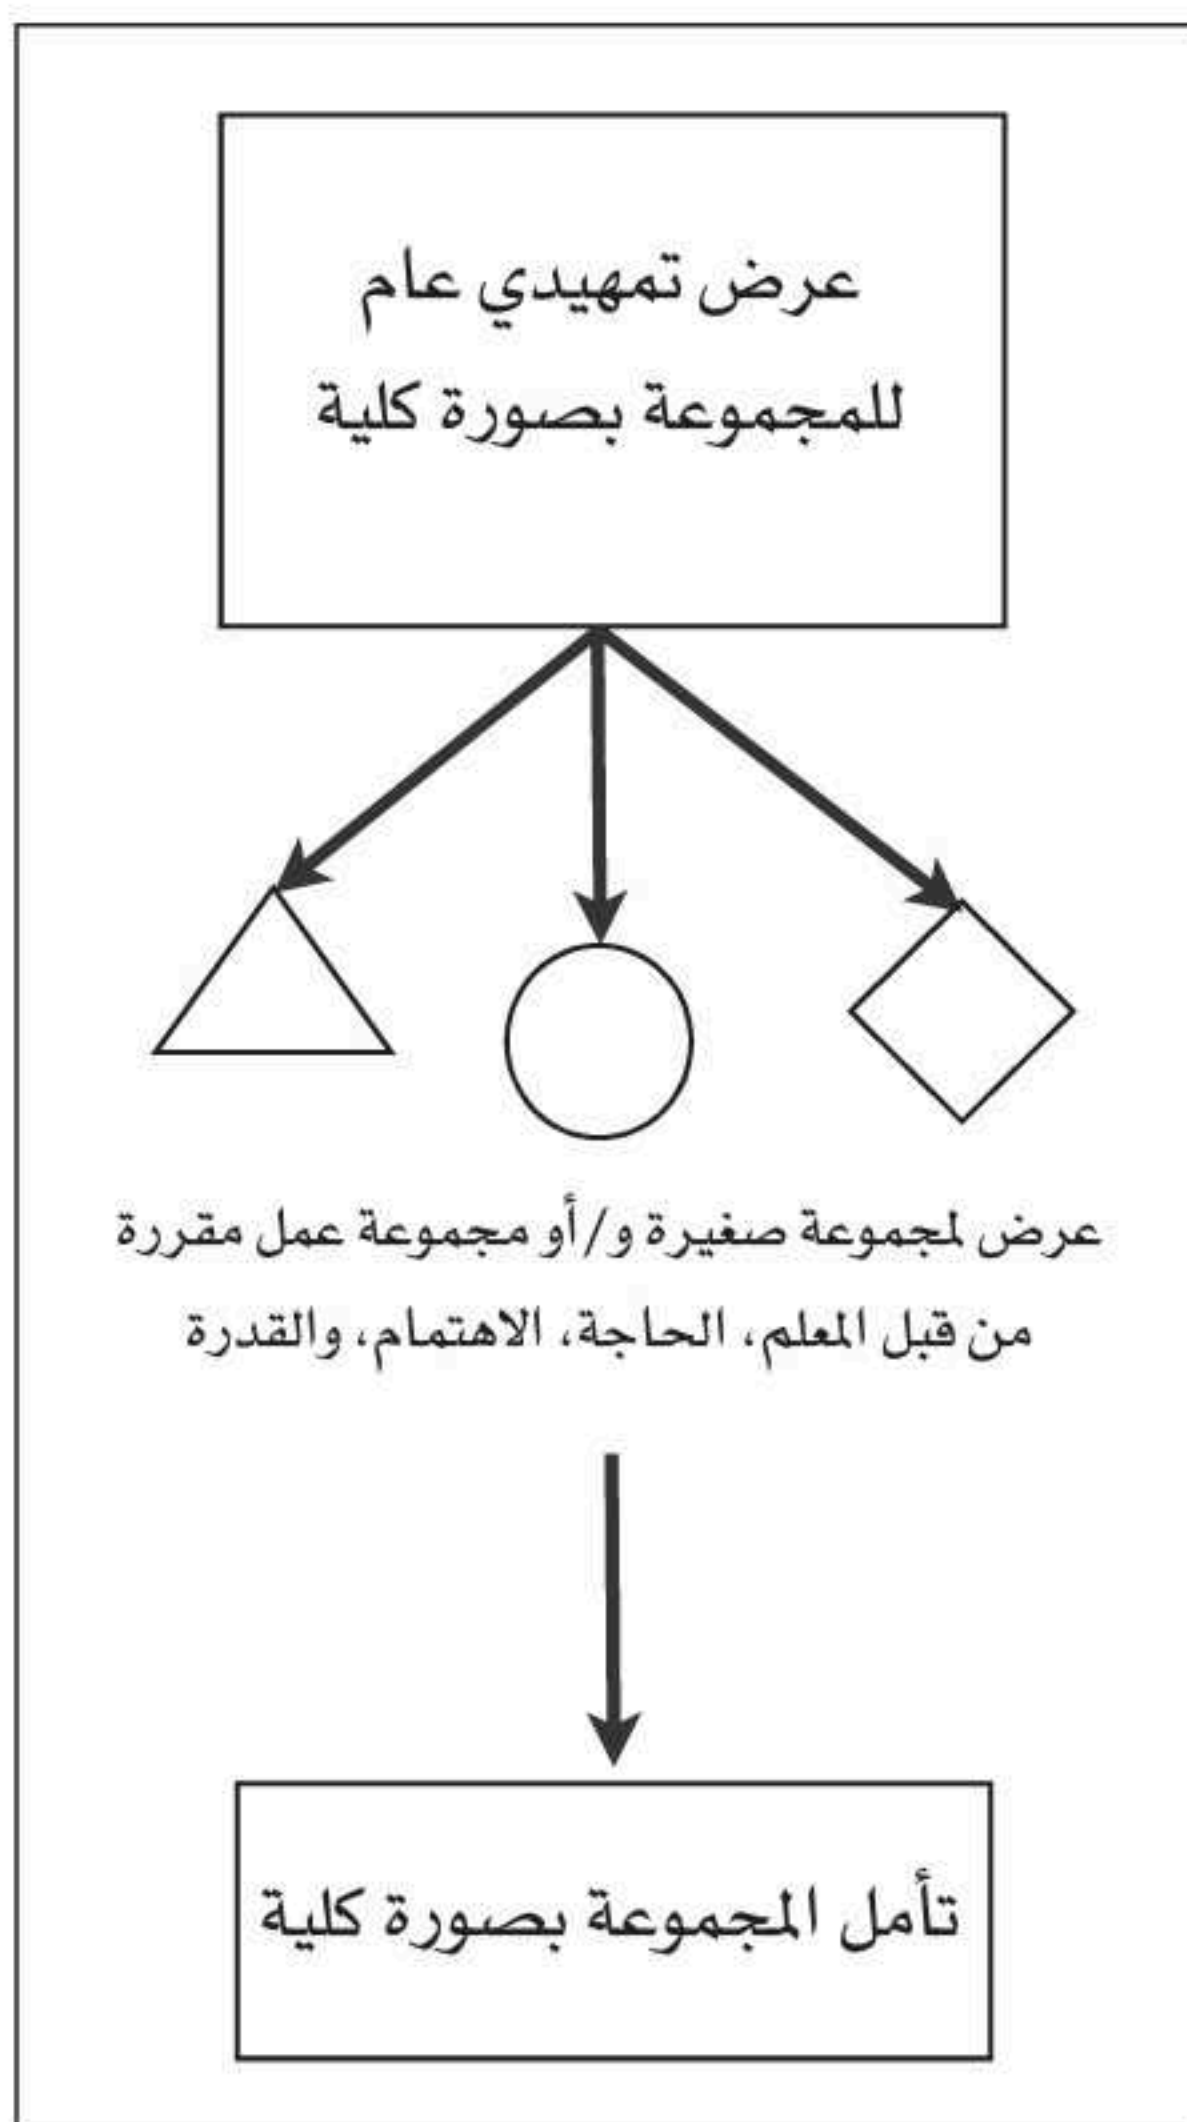 عرض تمهيدي عام
للمجموعة بصورة كلية
عرض لمجموعة صغيرة و/أو مجموعة عمل مقررة
من قبل المعلم، الحاجة، الاهتمام، والقدرة
تأمل المجموعة بصورة كلية